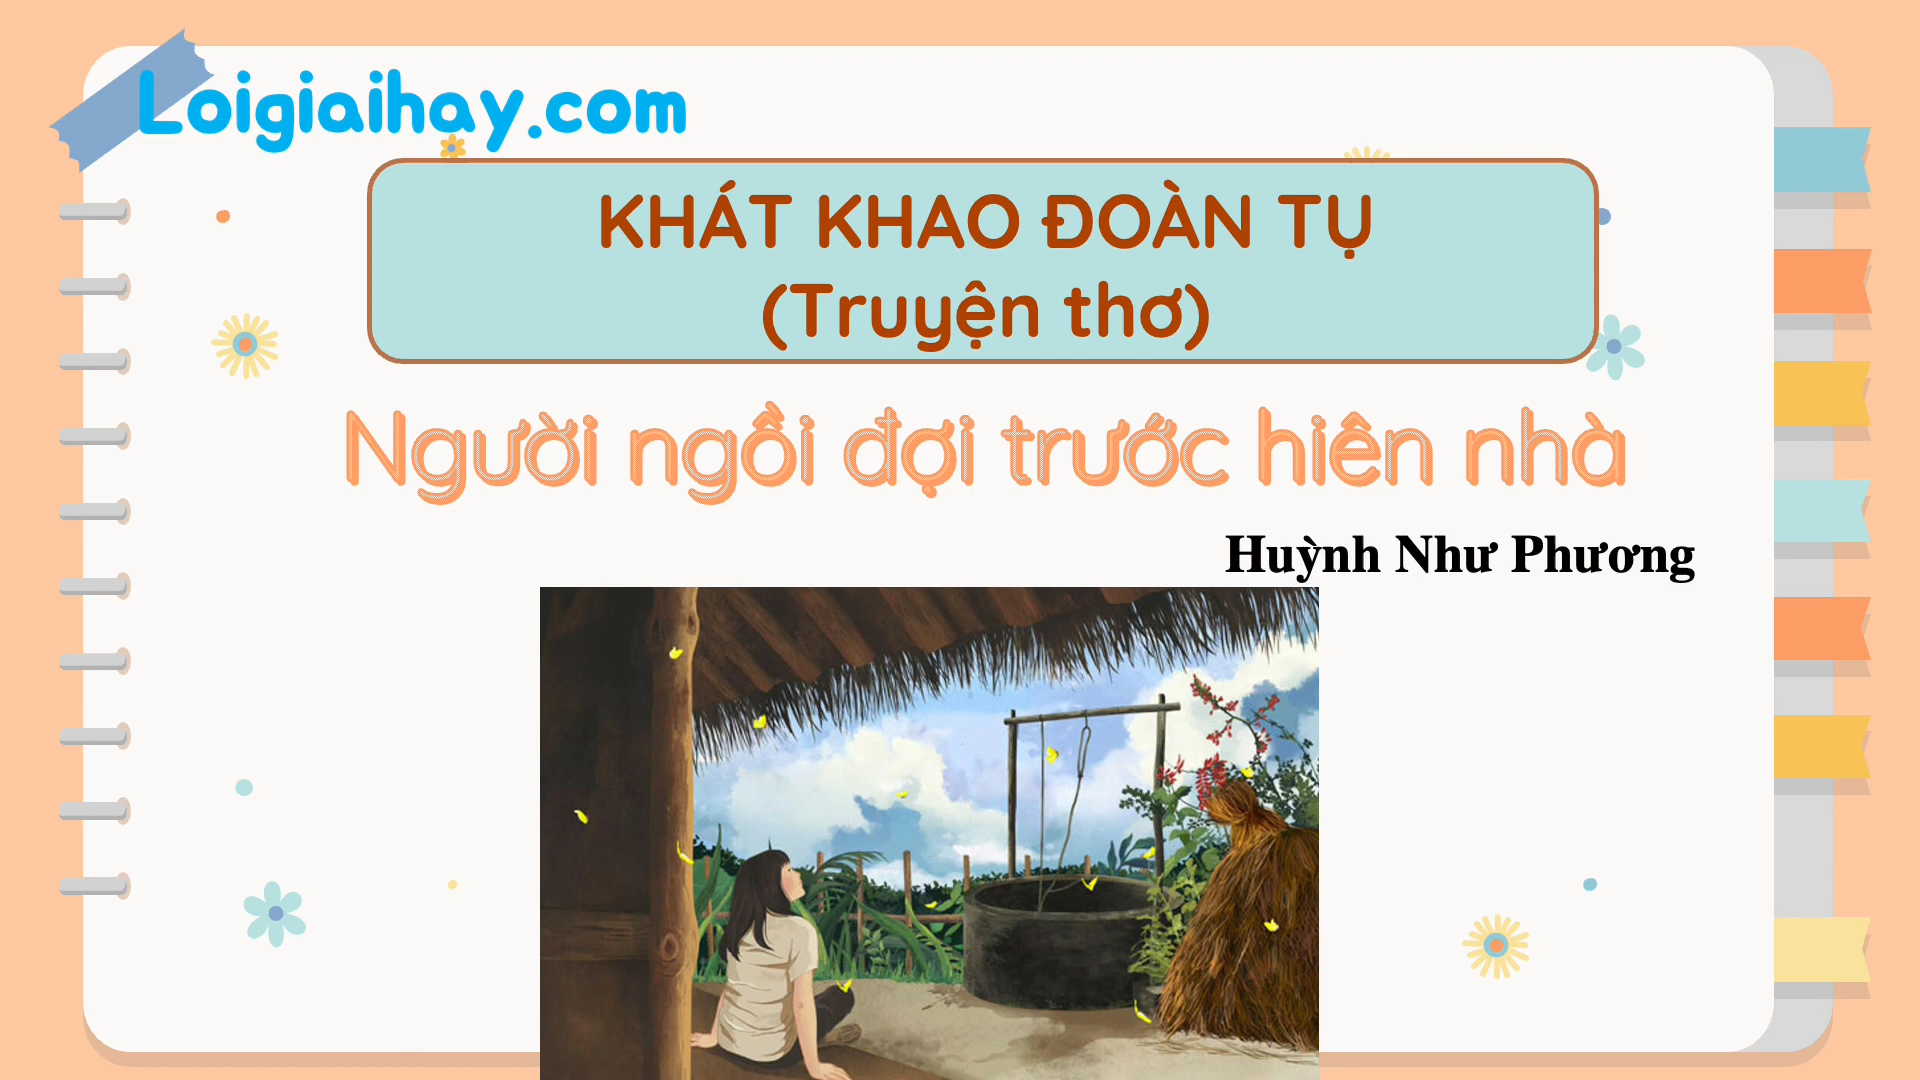 Loigiaihay.com
KHÁT KHAO ĐOÀN TỤ
(Truyện thơ)
Người ngồi đợi trước hiên nhà
Huỳnh Như Phương